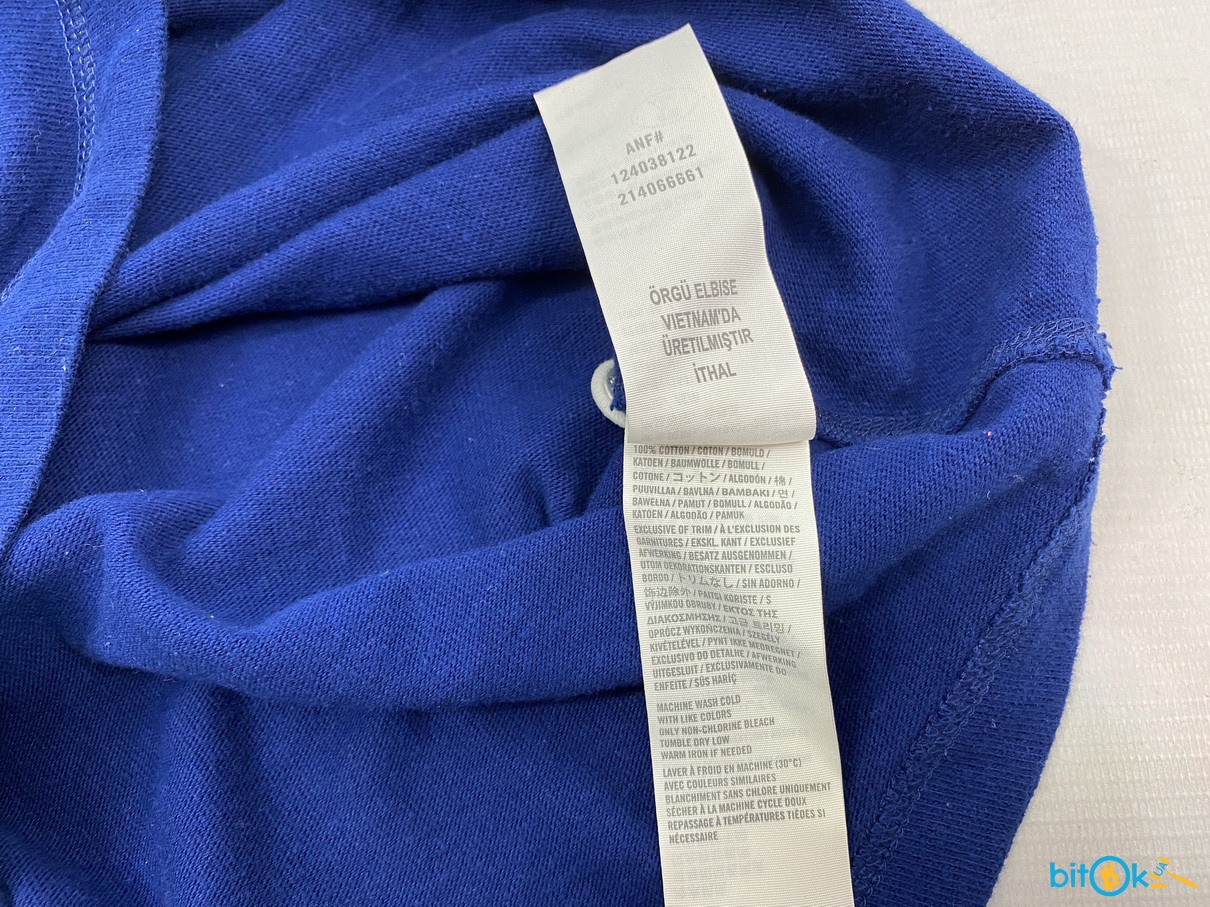 ANF#
124038122
214066661
ÖRGÜ ELBİSE
VIETNAM'DA
ÜRETILMIŞTIR
İTHAL
100% COTTON / COTON / BOMULD /
KATOEN / BAUMWOLLE / BOMULL /
COTONE / コットン / ALGODÓN / 棉 /
PUUVILLAA / BAVLNA / ΒΑΜΒΑΚΙ / 면 /
BAWEŁNA / PAMUT / BOMULL / ALGODÃO /
KATOEN / ALGODÃO / PAMUK
EXCLUSIVE OF TRIM / À L'EXCLUSION DES
GARNITURES / EKSKL. KANT / EXCLUSIEF
AFWERKING / BESATZ AUSGENOMMEN /
UTOM DEKORATIONSKANTEN / ESCLUSO
BORDO / トリムなし / SIN ADORNO /
饰边除外 / PAITSI KORISTE / S
VÝJIMKOU OBRUBY / ΕΚΤΟΣ ΤΗΣ
ΔΙΑΚΟΣΜΗΣΗΣ / 고급 트리밍 /
OPRÓCZ WYKOŃCZENIA / SZEGÉLY
KIVÉTELÉVEL / PYNT IKKE MEDREGNET /
EXCLUSIVO DO DETALHE / AFWERKING
UITGESLUIT / EXCLUSIVAMENTE DO
ENFEITE / SÜS HARİÇ
MACHINE WASH COLD
WITH LIKE COLORS
ONLY NON-CHLORINE BLEACH
TUMBLE DRY LOW
WARM IRON IF NEEDED
LAVER À FROID EN MACHINE (30°C)
AVEC COULEURS SIMILAIRES
BLANCHIMENT SANS CHLORE UNIQUEMENT
SÉCHER À LA MACHINE CYCLE DOUX
REPASSAGE À TEMPÉRATURES TIÈDES SI
NÉCESSAIRE
bitOk